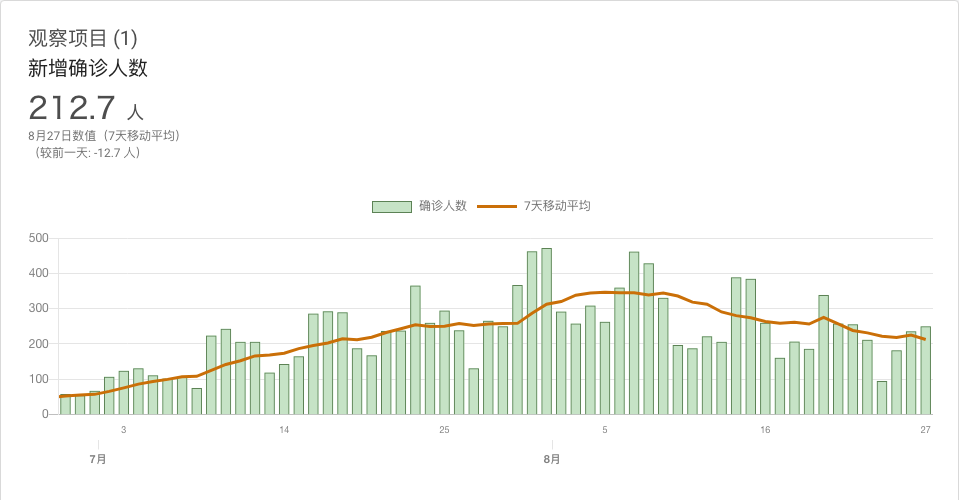 观察项目 (1)
新增确诊人数
212.7 人
8月27日数值（7天移动平均）
（较前一天: -12.7 人）
确诊人数 7天移动平均
500
400
300
200
100
0
3 14 25 5 16 27
7月 8月